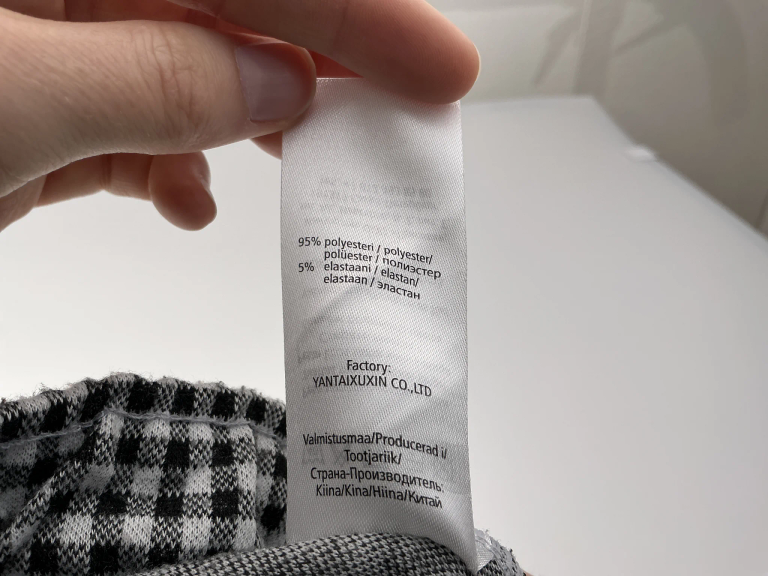 95% polyesteri / polyester/
polüester / полиэстер
5% elastaani / elastan/
elastaan / эластан
Factory:
YANTAIXUXIN CO.,LTD
Valmistusmaa/Producerad i/
Tootjariik/
Страна-Производитель:
Kiina/Kina/Hiina/Китай